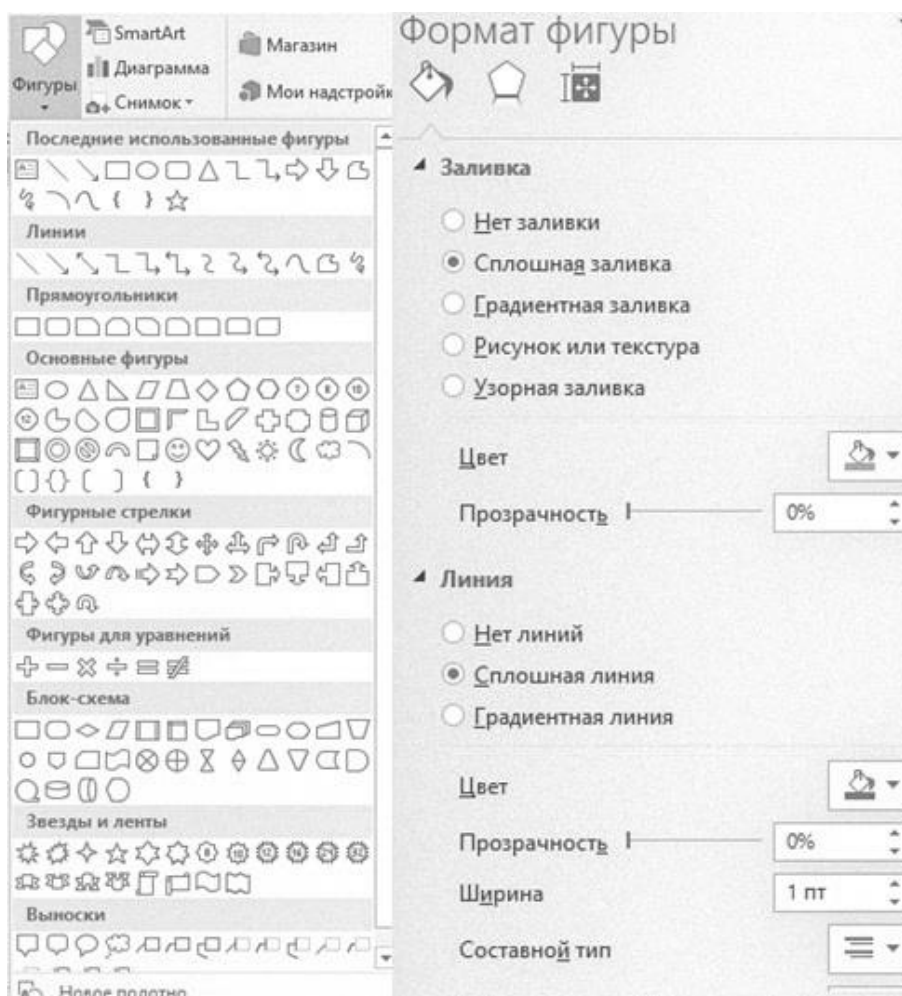 SmartArt
Диаграмма
Фигуры
Снимок
Магазин
Мои надстройк
Последние использованные фигуры
Линии
Прямоугольники
Основные фигуры
Фигурные стрелки
Фигуры для уравнений
Блок-схема
Звезды и ленты
Выноски
Новое полотно
Формат фигуры
Заливка
Нет заливки
Сплошная заливка
Градиентная заливка
Рисунок или текстура
Узорная заливка
Цвет
Прозрачность 0%
Линия
Нет линий
Сплошная линия
Градиентная линия
Цвет
Прозрачность 0%
Ширина 1 пт
Составной тип